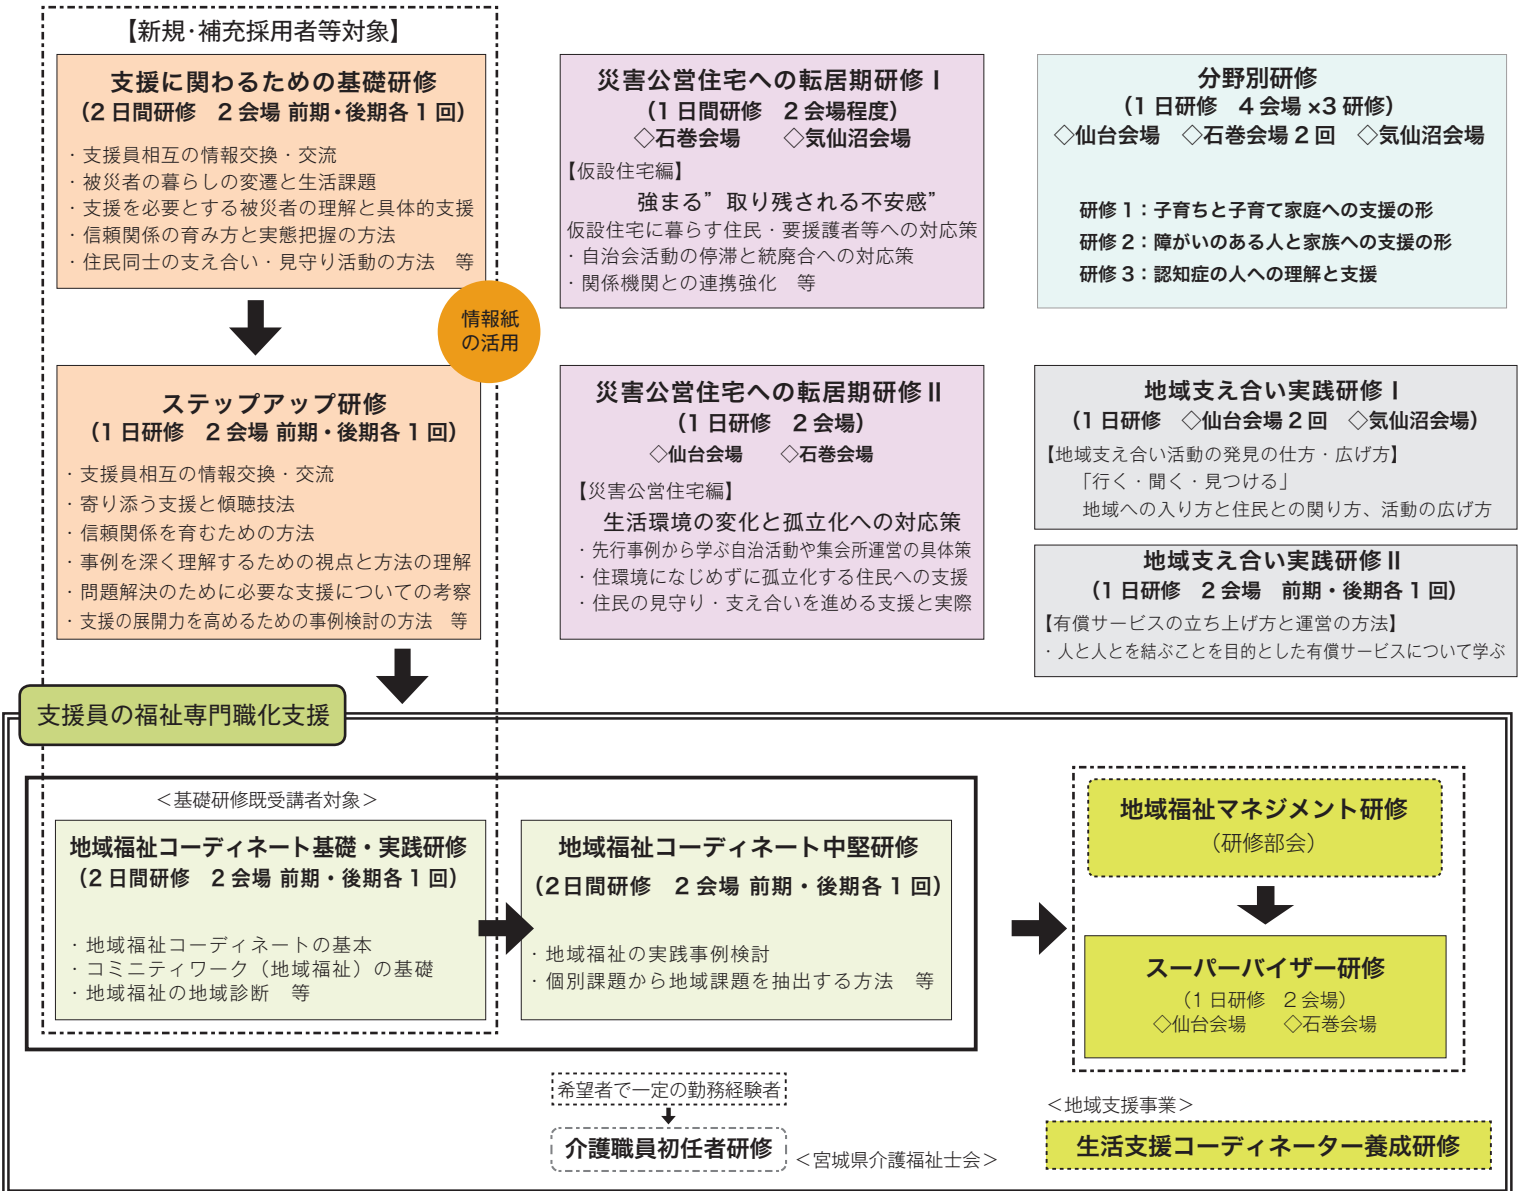 【新規･補充採用者等対象】
支援に関わるための基礎研修
（2 日間研修　2 会場 前期・後期各 1 回）
・支援員相互の情報交換・交流
・被災者の暮らしの変遷と生活課題
・支援を必要とする被災者の理解と具体的支援
・信頼関係の育み方と実態把握の方法
・住民同士の支え合い・見守り活動の方法　等
情報紙
の活用
ステップアップ研修
（1 日研修　2 会場 前期・後期各 1 回）
・支援員相互の情報交換・交流
・寄り添う支援と傾聴技法
・信頼関係を育むための方法
・事例を深く理解するための視点と方法の理解
・問題解決のために必要な支援についての考察
・支援の展開力を高めるための事例検討の方法　等
災害公営住宅への転居期研修Ⅰ
（1 日間研修　2 会場程度）
◇石巻会場　　◇気仙沼会場
【仮設住宅編】
強まる”取り残される不安感”
仮設住宅に暮らす住民・要援護者等への対応策
・自治会活動の停滞と統廃合への対応策
・関係機関との連携強化　等
災害公営住宅への転居期研修Ⅱ
（1 日研修　2 会場）
◇仙台会場　　◇石巻会場
【災害公営住宅編】
生活環境の変化と孤立化への対応策
・先行事例から学ぶ自治活動や集会所運営の具体策
・住環境になじめずに孤立化する住民への支援
・住民の見守り・支え合いを進める支援と実際
分野別研修
（1 日研修　4 会場 ×3 研修）
◇仙台会場　◇石巻会場 2 回　◇気仙沼会場
研修 1：子育ちと子育て家庭への支援の形
研修 2：障がいのある人と家族への支援の形
研修 3：認知症の人への理解と支援
地域支え合い実践研修Ⅰ
（1 日研修　◇仙台会場 2 回　◇気仙沼会場）
【地域支え合い活動の発見の仕方・広げ方】
「行く・聞く・見つける」
地域への入り方と住民との関り方、活動の広げ方
地域支え合い実践研修Ⅱ
（1 日研修　2 会場　前期・後期各 1 回）
【有償サービスの立ち上げ方と運営の方法】
・人と人とを結ぶことを目的とした有償サービスについて学ぶ
支援員の福祉専門職化支援
＜基礎研修既受講者対象＞
地域福祉コーディネート基礎・実践研修
（2 日間研修　2 会場 前期・後期各 1 回）
・地域福祉コーディネートの基本
・コミニティワーク（地域福祉）の基礎
・地域福祉の地域診断　等
地域福祉コーディネート中堅研修
（2日間研修　2 会場 前期・後期各 1 回）
・地域福祉の実践事例検討
・個別課題から地域課題を抽出する方法　等
地域福祉マネジメント研修
（研修部会）
スーパーバイザー研修
（1 日研修　2 会場）
◇仙台会場　　◇石巻会場
希望者で一定の勤務経験者
介護職員初任者研修
＜宮城県介護福祉士会＞
＜地域支援事業＞
生活支援コーディネーター養成研修